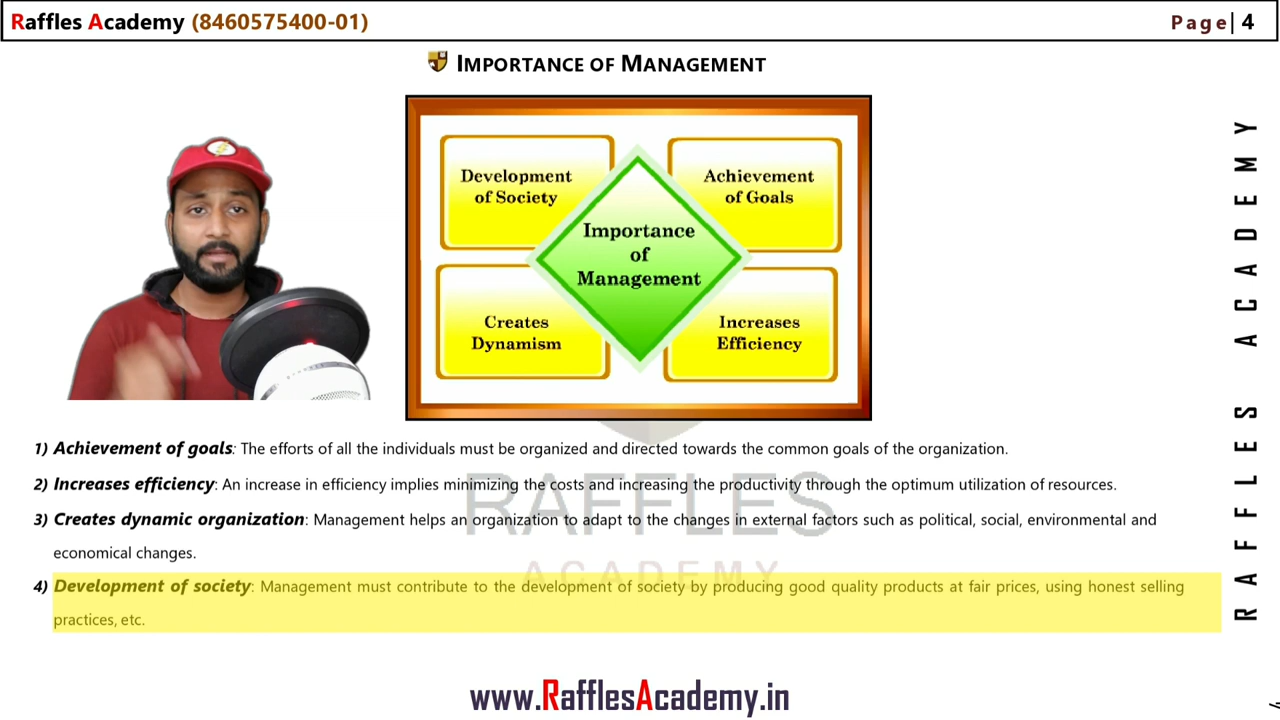 Raffles Academy (8460575400-01)
Page| 4
IMPORTANCE OF MANAGEMENT
Development
of Society
Achievement
of Goals
Importance
of
Management
Creates
Dynamism
Increases
Efficiency
1) Achievement of goals: The efforts of all the individuals must be organized and directed towards the common goals of the organization.
2) Increases efficiency: An increase in efficiency implies minimizing the costs and increasing the productivity through the optimum utilization of resources.
3) Creates dynamic organization: Management helps an organization to adapt to the changes in external factors such as political, social, environmental and
economical changes.
4) Development of society: Management must contribute to the development of society by producing good quality products at fair prices, using honest selling
practices, etc.
RAFFLES
ACADEMY
RAFFLES ACADEMY
www.RafflesAcademy.in